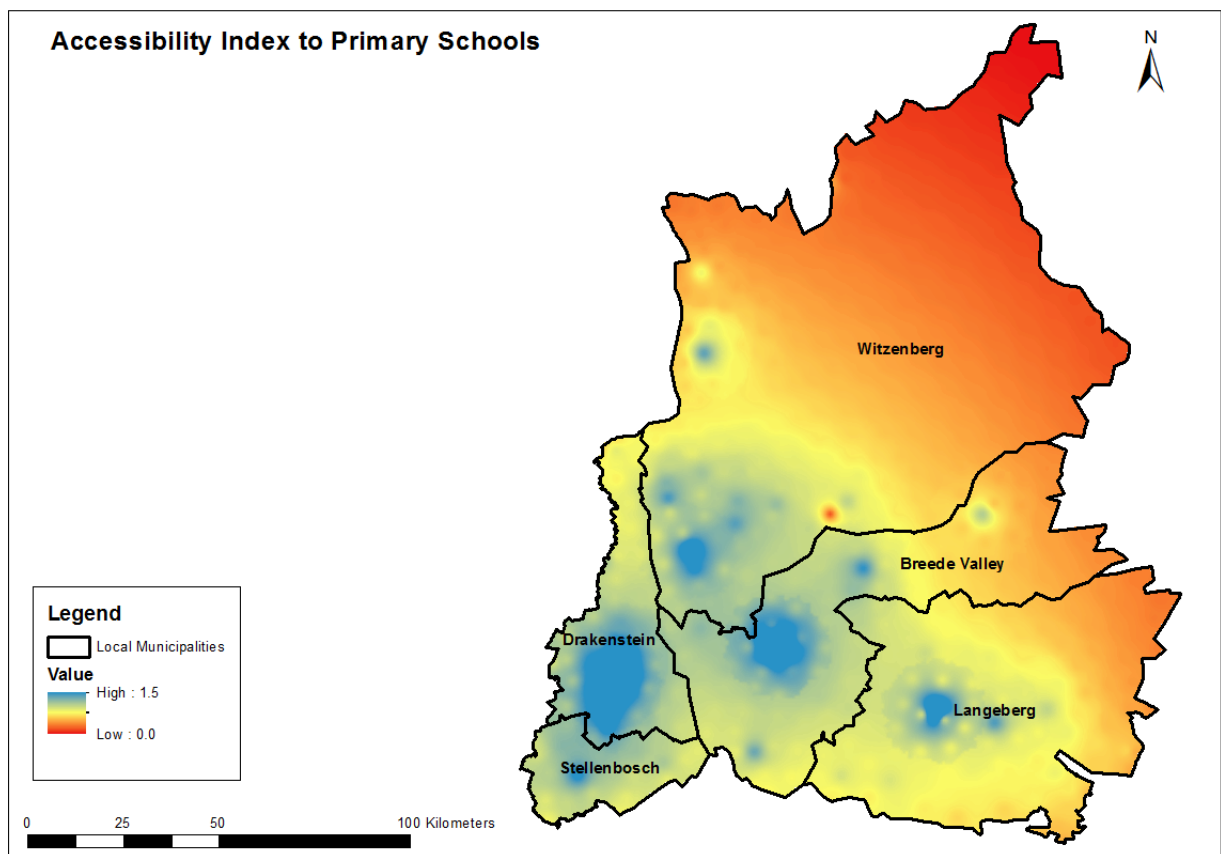 Accessibility Index to Primary Schools
N
Witzenberg
Breede Valley
Drakenstein
Langeberg
Stellenbosch
Legend
Local Municipalities
Value
High : 1.5
Low : 0.0
0 25 50 100 Kilometers